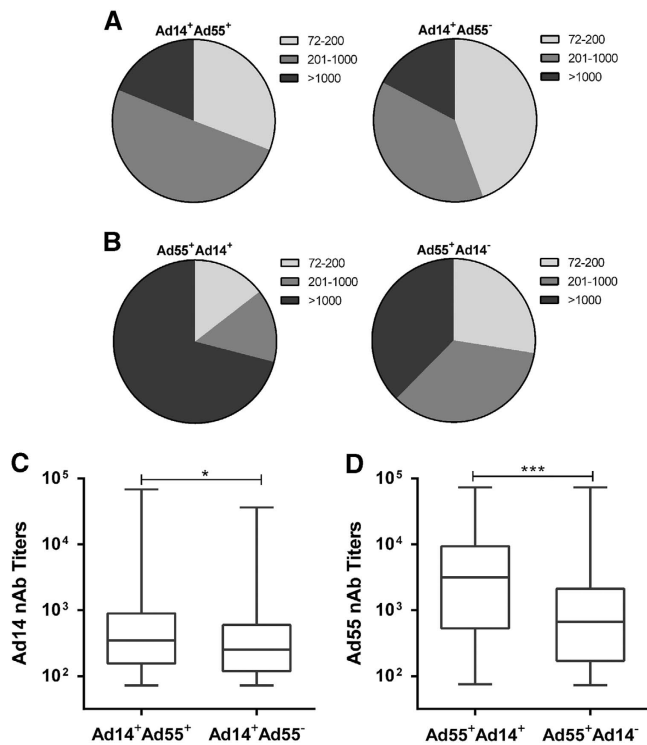 A
Ad14⁺Ad55⁺
72-200
201-1000
>1000
Ad14⁺Ad55⁻
72-200
201-1000
>1000
B
Ad55⁺Ad14⁺
72-200
201-1000
>1000
Ad55⁺Ad14⁻
72-200
201-1000
>1000
C
Ad14 nAb Titers
10⁵
10⁴
10³
10²
*
Ad14⁺Ad55⁺
Ad14⁺Ad55⁻
D
Ad55 nAb Titers
10⁵
10⁴
10³
10²
***
Ad55⁺Ad14⁺
Ad55⁺Ad14⁻